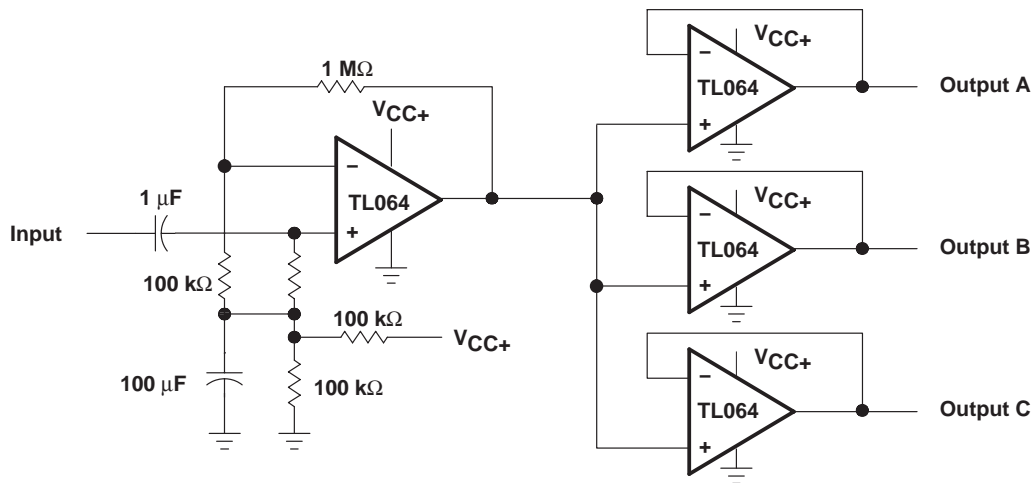 VCC+
TL064
−
+
Output A
1 MΩ
VCC+
−
TL064
+
1 μF
Input
100 kΩ
100 kΩ
VCC+
100 μF
100 kΩ
VCC+
−
TL064
+
Output B
VCC+
−
TL064
+
Output C